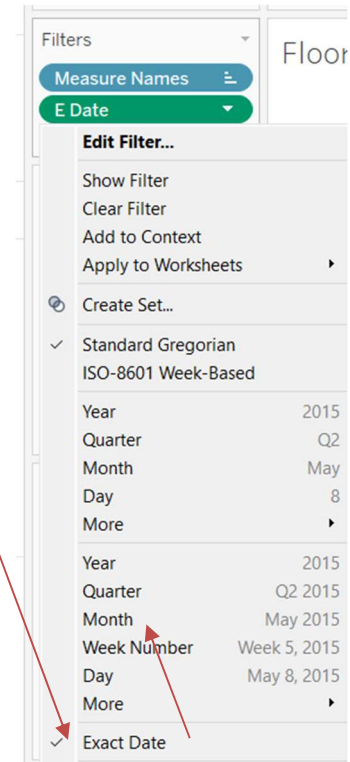 Filters
Floor
Measure Names
E Date
Edit Filter...
Show Filter
Clear Filter
Add to Context
Apply to Worksheets
Create Set...
Standard Gregorian
ISO-8601 Week-Based
Year 2015
Quarter Q2
Month May
Day 8
More
Year 2015
Quarter Q2 2015
Month May 2015
Week Number Week 5, 2015
Day May 8, 2015
More
Exact Date